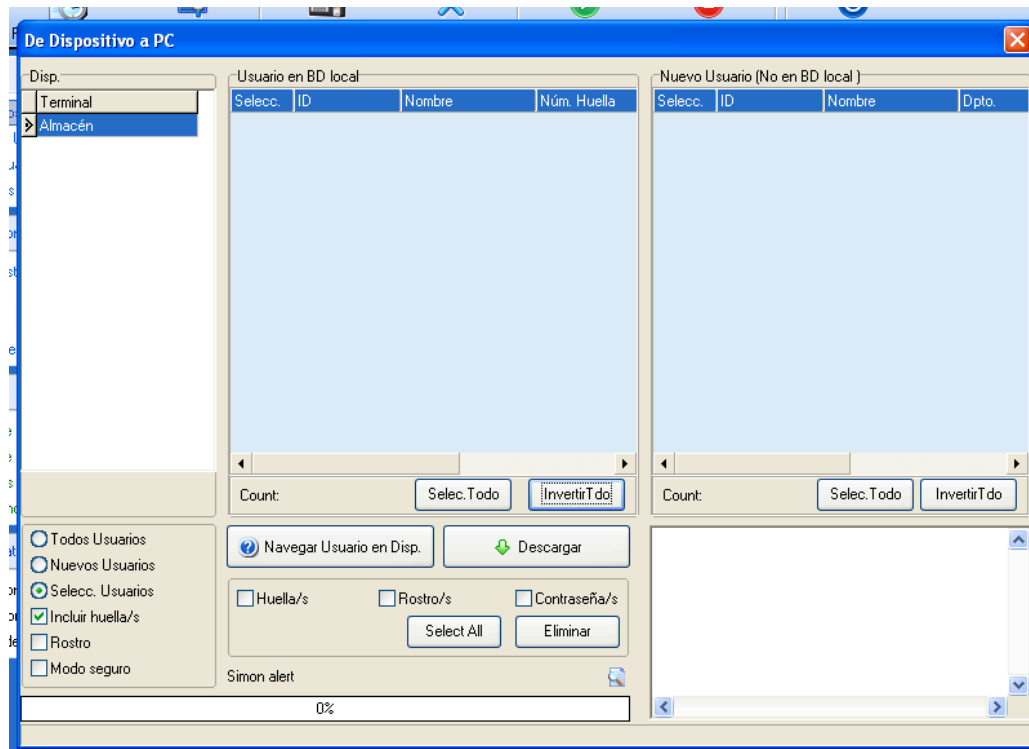 De Dispositivo a PC
Disp.
Terminal
Almacén
Usuario en BD local
Selecc. ID Nombre Núm. Huella
Count: Selec.Todo InvertirTdo
Nuevo Usuario (No en BD local )
Selecc. ID Nombre Dpto.
Count: Selec.Todo InvertirTdo
Todos Usuarios
Nuevos Usuarios
Selecc. Usuarios
Incluir huella/s
Rostro
Modo seguro
Navegar Usuario en Disp. Descargar
Huella/s Rostro/s Contraseña/s
Select All Eliminar
Simon alert
0%